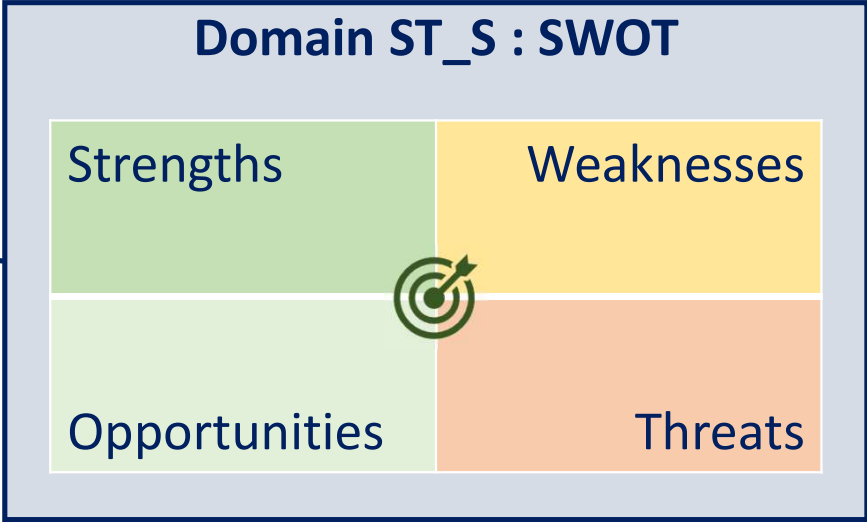 Domain ST_S : SWOT
Strengths
Weaknesses
Opportunities
Threats